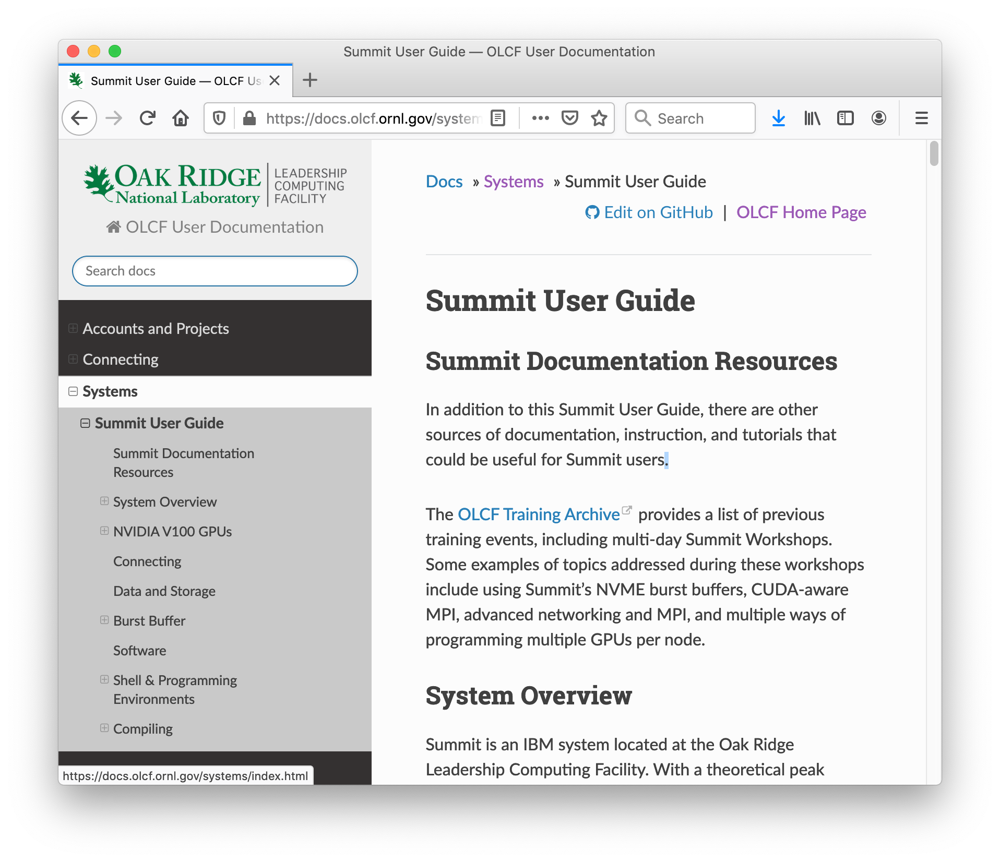 Summit User Guide — OLCF User Documentation
Summit User Guide — OLCF Us
https://docs.olcf.ornl.gov/system
Search
OAK RIDGE
National Laboratory
LEADERSHIP
COMPUTING
FACILITY
OLCF User Documentation
Search docs
Accounts and Projects
Connecting
Systems
Summit User Guide
Summit Documentation
Resources
System Overview
NVIDIA V100 GPUs
Connecting
Data and Storage
Burst Buffer
Software
Shell & Programming
Environments
Compiling
https://docs.olcf.ornl.gov/systems/index.html
Docs » Systems » Summit User Guide
Edit on GitHub | OLCF Home Page
Summit User Guide
Summit Documentation Resources
In addition to this Summit User Guide, there are other
sources of documentation, instruction, and tutorials that
could be useful for Summit users.
The OLCF Training Archive provides a list of previous
training events, including multi-day Summit Workshops.
Some examples of topics addressed during these workshops
include using Summit’s NVME burst buffers, CUDA-aware
MPI, advanced networking and MPI, and multiple ways of
programming multiple GPUs per node.
System Overview
Summit is an IBM system located at the Oak Ridge
Leadership Computing Facility. With a theoretical peak